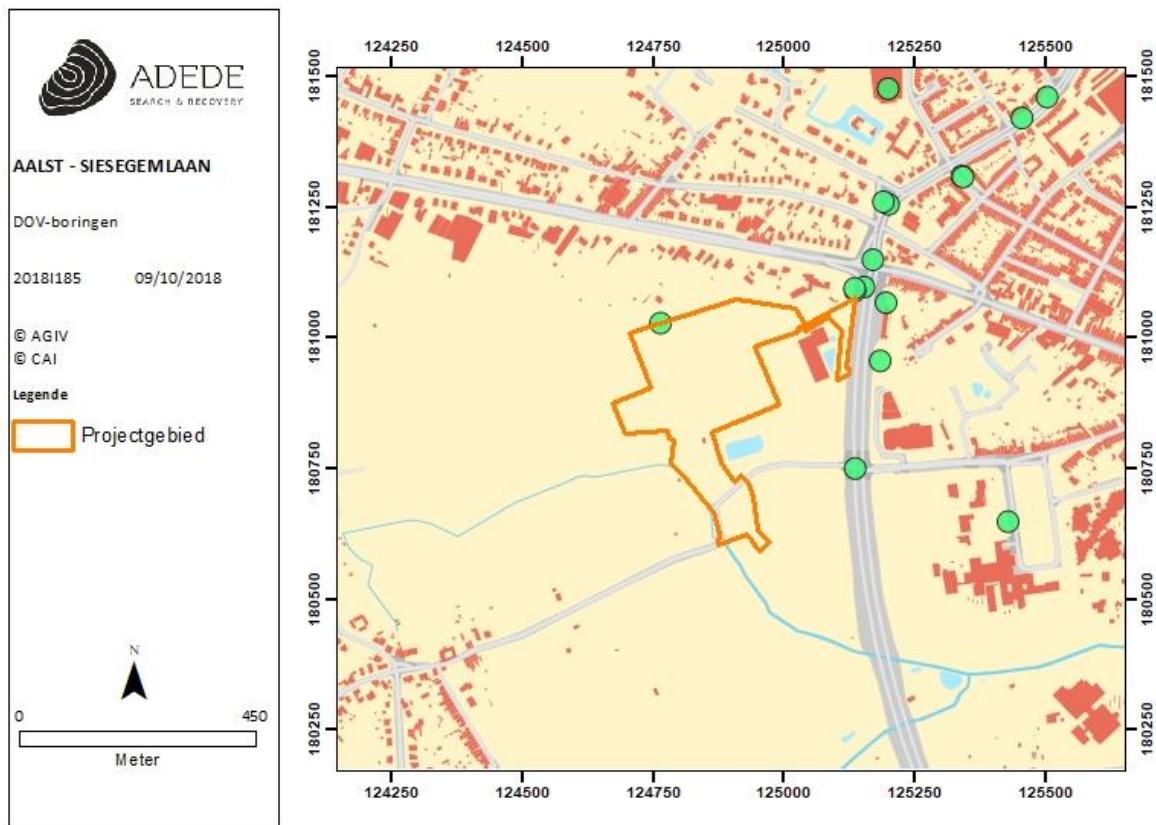 ADEDE
SEARCH & RECOVERY
AALST - SIESEGEMLAAN
DOV-boringen
2018I185 09/10/2018
© AGIV
© CAI
Legende
Projectgebied
N
0 450
Meter
124250 124500 124750 125000 125250 125500
181500 181500
181250 181250
181000 181000
180750 180750
180500 180500
180250 180250
124250 124500 124750 125000 125250 125500